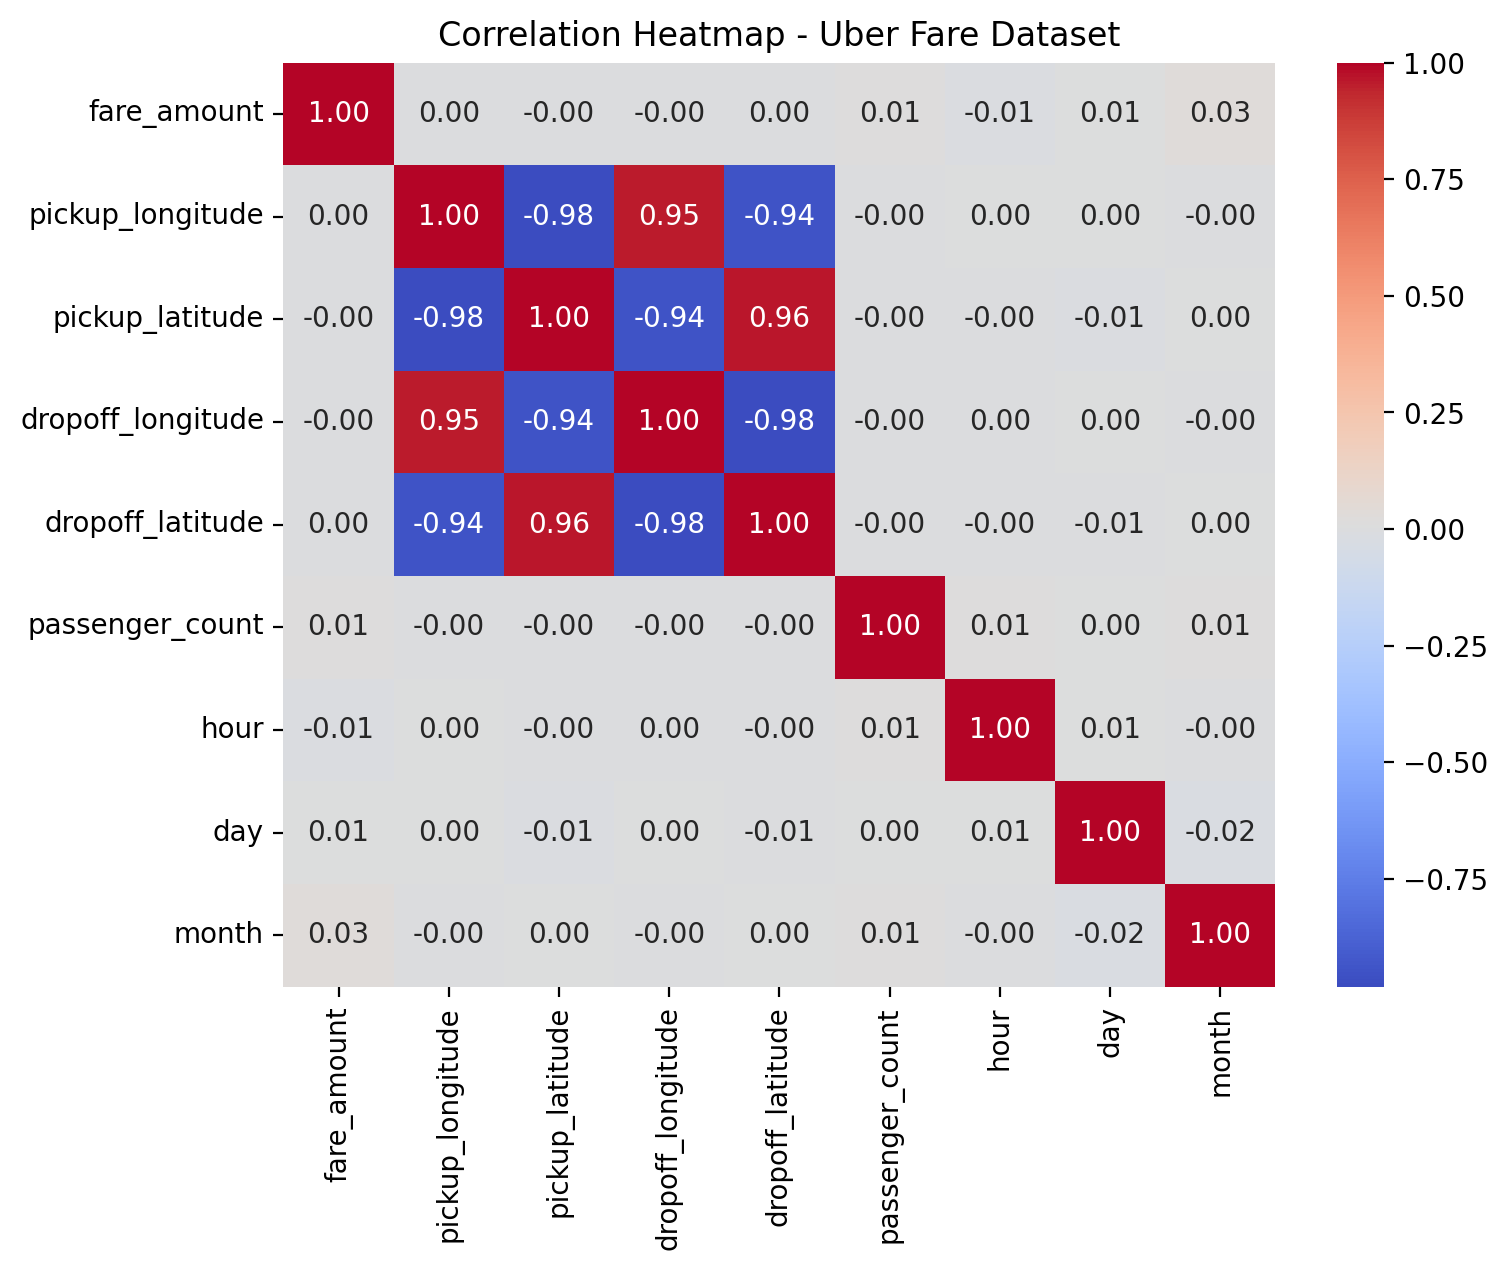 Correlation Heatmap - Uber Fare Dataset
fare_amount 1.00 0.00 -0.00 -0.00 0.00 0.01 -0.01 0.01 0.03
pickup_longitude 0.00 1.00 -0.98 0.95 -0.94 -0.00 0.00 0.00 -0.00
pickup_latitude -0.00 -0.98 1.00 -0.94 0.96 -0.00 -0.00 -0.01 0.00
dropoff_longitude -0.00 0.95 -0.94 1.00 -0.98 -0.00 0.00 0.00 -0.00
dropoff_latitude 0.00 -0.94 0.96 -0.98 1.00 -0.00 -0.00 -0.01 0.00
passenger_count 0.01 -0.00 -0.00 -0.00 -0.00 1.00 0.01 0.00 0.01
hour -0.01 0.00 -0.00 0.00 -0.00 0.01 1.00 0.01 -0.00
day 0.01 0.00 -0.01 0.00 -0.01 0.00 0.01 1.00 -0.02
month 0.03 -0.00 0.00 -0.00 0.00 0.01 -0.00 -0.02 1.00
fare_amount
pickup_longitude
pickup_latitude
dropoff_longitude
dropoff_latitude
passenger_count
hour
day
month
1.00
0.75
0.50
0.25
0.00
−0.25
−0.50
−0.75